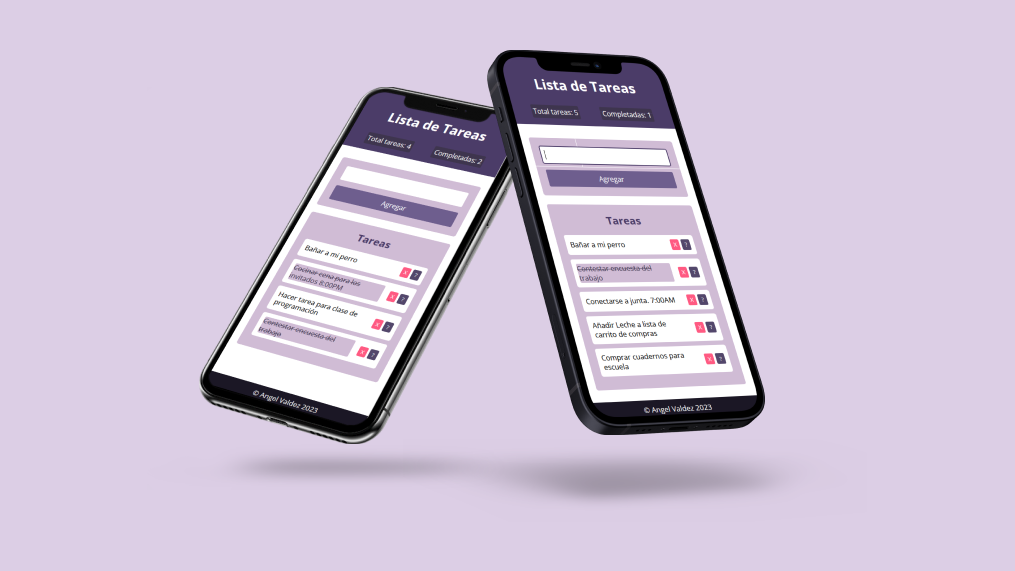 Lista de Tareas
Total tareas: 4
Completadas: 2
Agregar
Tareas
Bañar a mi perro
X ?
Cocinar cena para los
invitados 8:00PM
X ?
Hacer tarea para clase de
programación
X ?
Contestar encuesta del
trabajo
X ?
© Angel Valdez 2023
Lista de Tareas
Total tareas: 5
Completadas: 1
Agregar
Tareas
Bañar a mi perro
X ?
Contestar encuesta del
trabajo
X ?
Conectarse a junta. 7:00AM
X ?
Añadir Leche a lista de
carrito de compras
X ?
Comprar cuadernos para
escuela
X ?
© Angel Valdez 2023